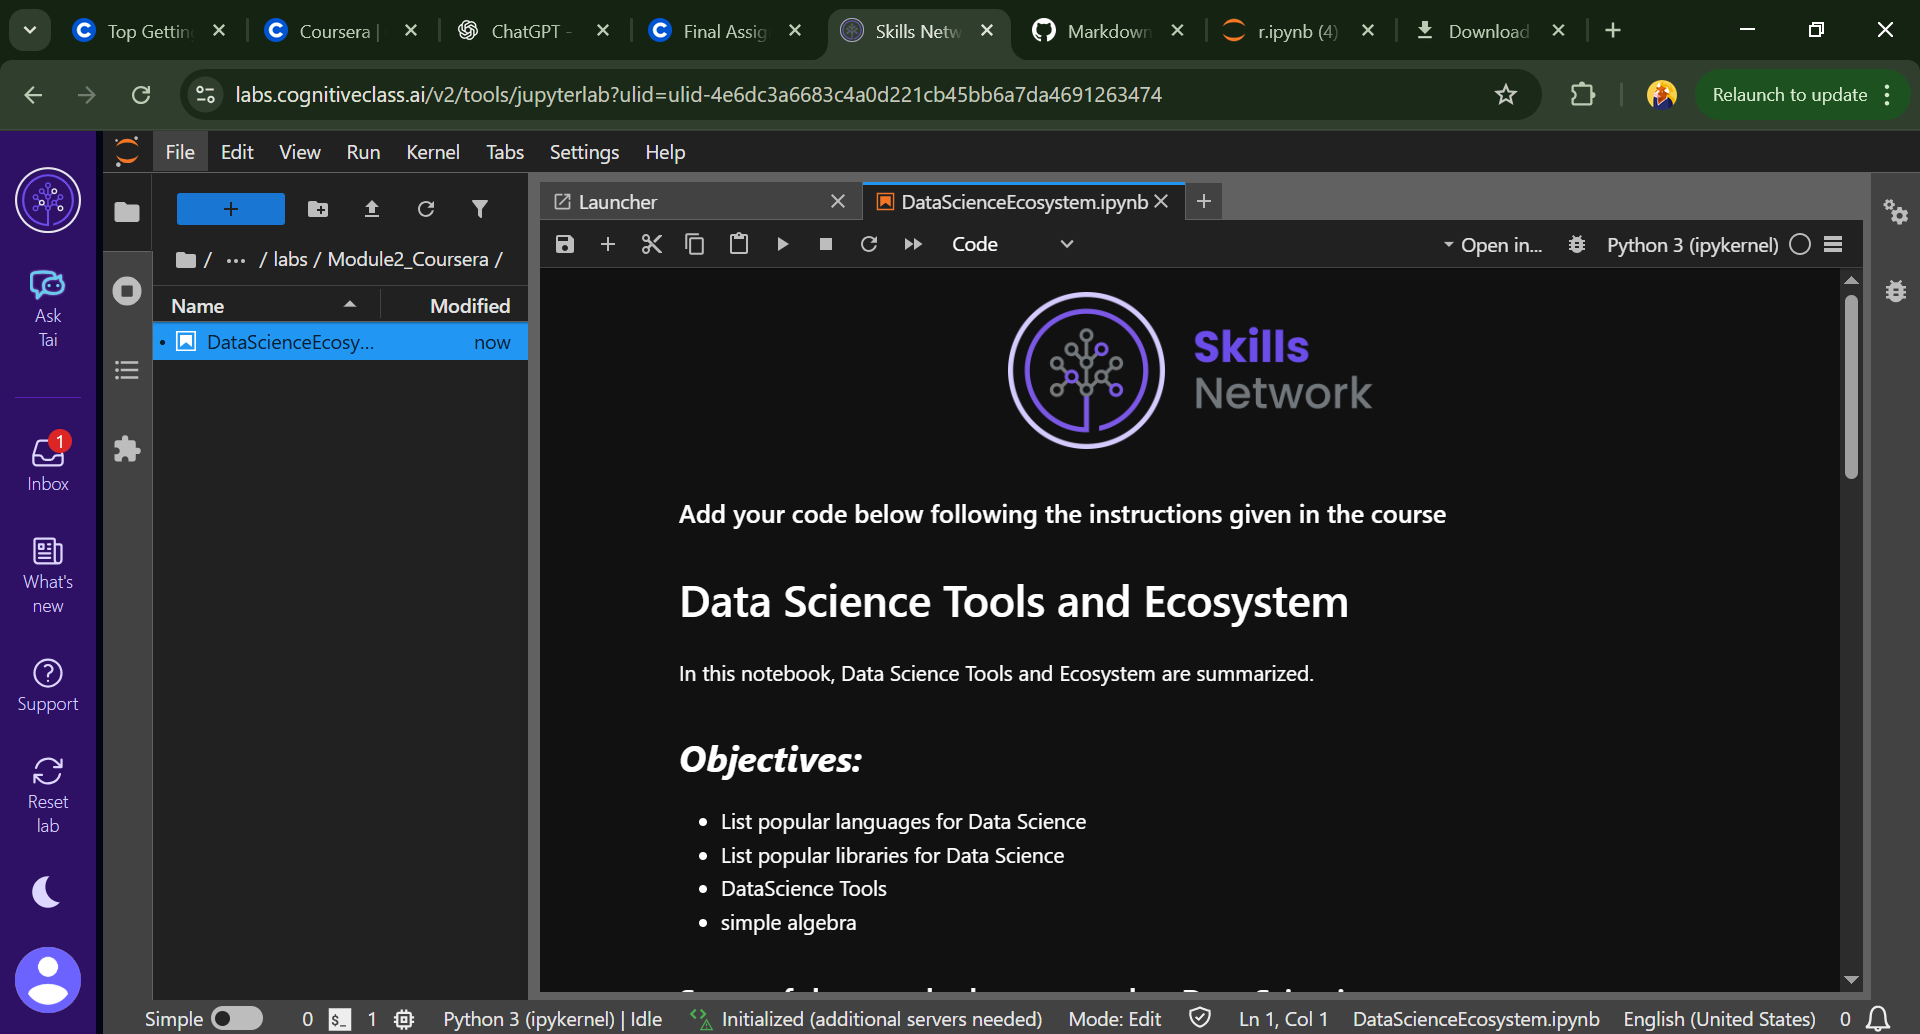 Top Gettin
Coursera |
ChatGPT -
Final Assig
Skills Netw
Markdown
r.ipynb (4)
Download
labs.cognitiveclass.ai/v2/tools/jupyterlab?ulid=ulid-4e6dc3a6683c4a0d221cb45bb6a7da4691263474
Relaunch to update
File Edit View Run Kernel Tabs Settings Help
Launcher
DataScienceEcosystem.ipynb
Code
Open in...
Python 3 (ipykernel)
/ ... / labs / Module2_Coursera /
Name Modified
DataScienceEcosy... now
Ask
Tai
1
Inbox
What's
new
Support
Reset
lab
Skills
Network
Add your code below following the instructions given in the course
Data Science Tools and Ecosystem
In this notebook, Data Science Tools and Ecosystem are summarized.
Objectives:
• List popular languages for Data Science
• List popular libraries for Data Science
• DataScience Tools
• simple algebra
Simple 0 $_ 1 Python 3 (ipykernel) | Idle Initialized (additional servers needed) Mode: Edit Ln 1, Col 1 DataScienceEcosystem.ipynb English (United States) 0